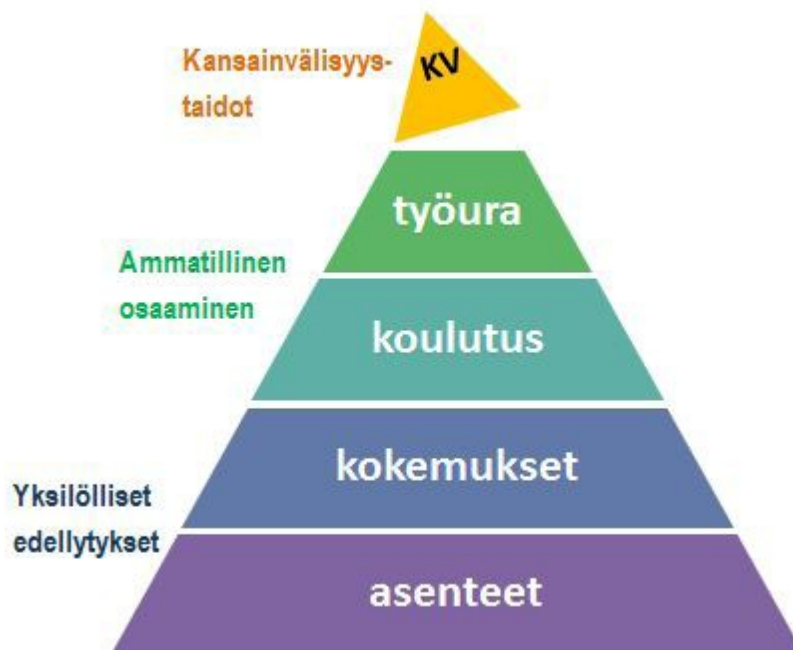 Kansainvälisyys-
taidot
KV
työura
Ammatillinen
osaaminen
koulutus
kokemukset
Yksilölliset
edellytykset
asenteet